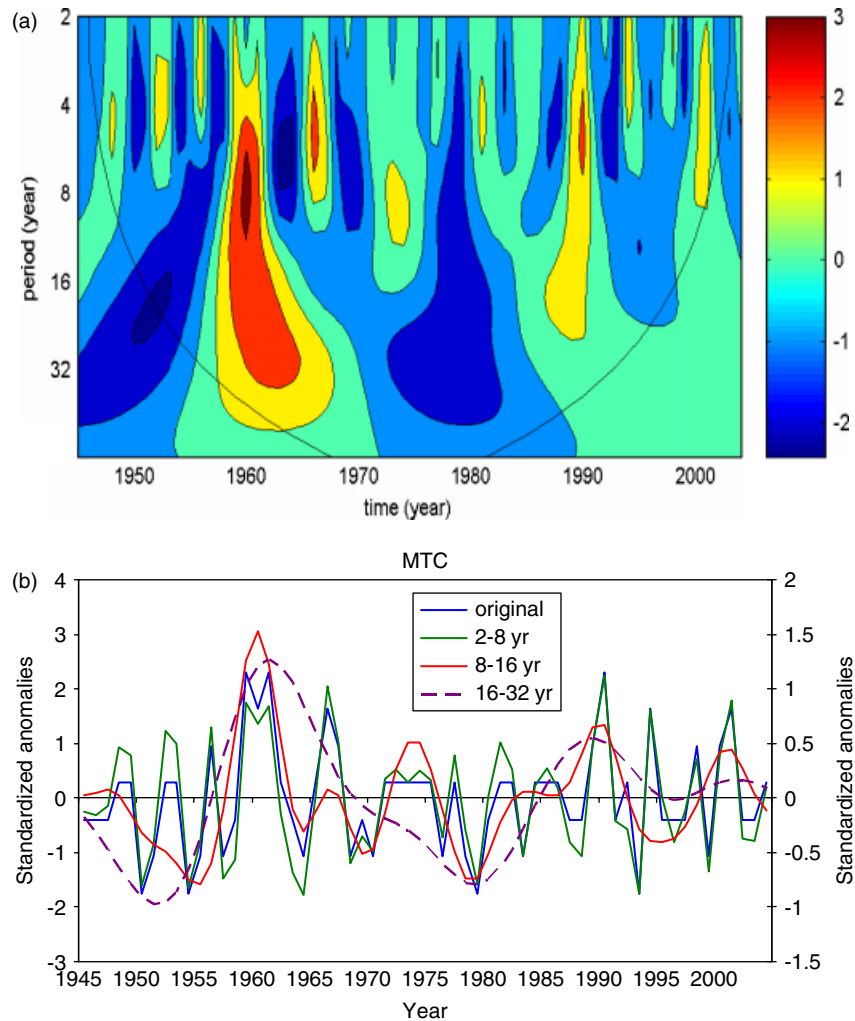 (a)
2
4
8
16
32
period (year)
1950 1960 1970 1980 1990 2000
time (year)
3
2
1
0
-1
-2
(b)
MTC
4
3
2
1
0
-1
-2
-3
Standardized anomalies
original
2-8 yr
8-16 yr
16-32 yr
2
1.5
1
0.5
0
-0.5
-1
-1.5
Standardized anomalies
1945 1950 1955 1960 1965 1970 1975 1980 1985 1990 1995 2000
Year